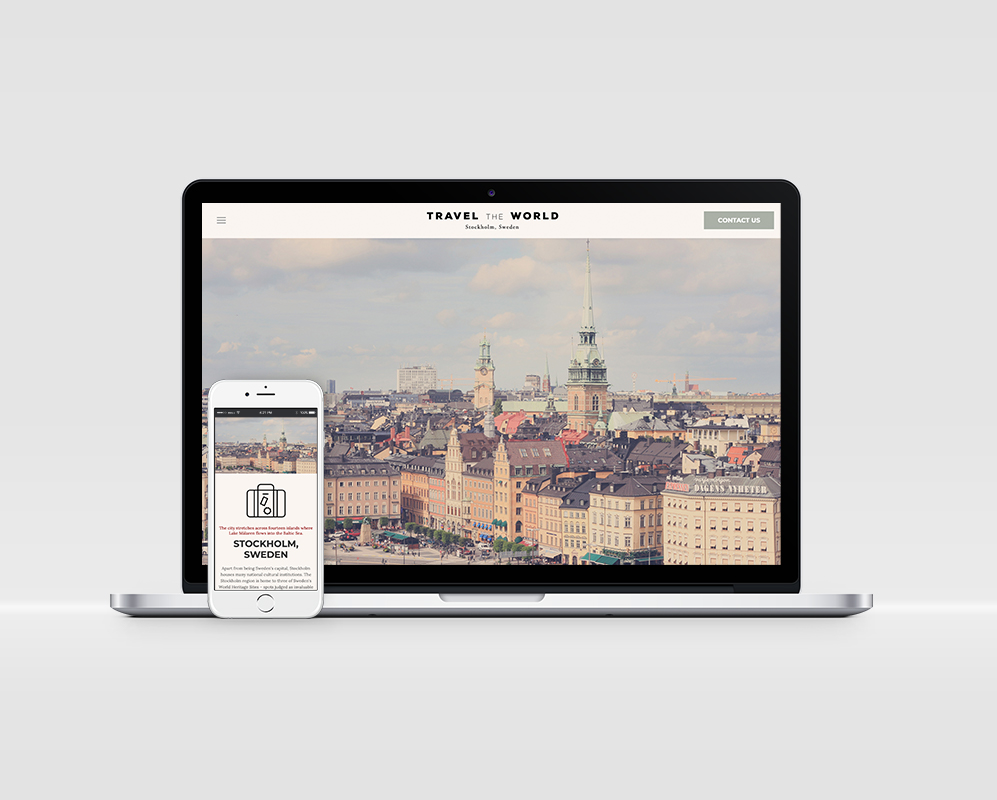 TRAVEL THE WORLD
Stockholm, Sweden
CONTACT US
DAGENS NYHETER
4:21 PM
The city stretches across fourteen islands where
Lake Mälaren flows into the Baltic Sea.
STOCKHOLM,
SWEDEN
Apart from being Sweden's capital, Stockholm
houses many national cultural institutions. The
Stockholm region is home to three of Sweden's
World Heritage Sites – spots judged as invaluable